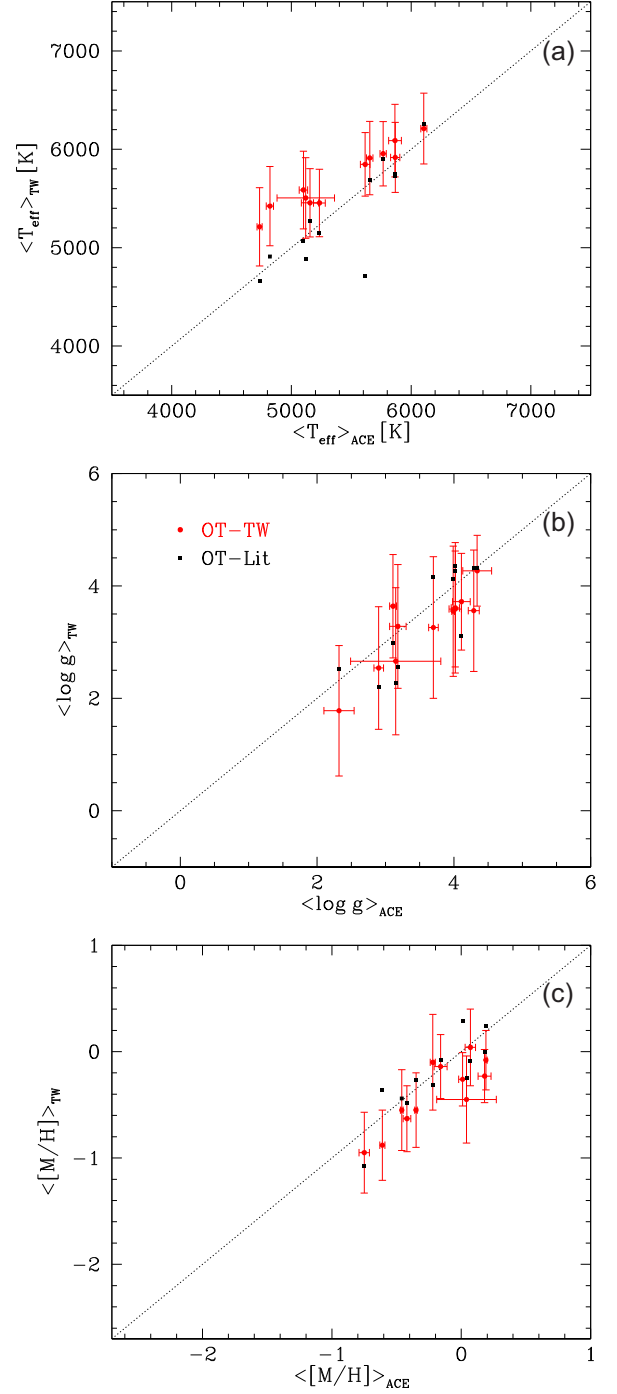 (a)
7000
6000
5000
4000
<T_eff>_TW [K]
4000 5000 6000 7000
<T_eff>_ACE [K]
(b)
6
4
2
0
OT−TW
OT−Lit
<log g>_TW
0 2 4 6
<log g>_ACE
(c)
1
0
−1
−2
<[M/H]>_TW
−2 −1 0 1
<[M/H]>_ACE